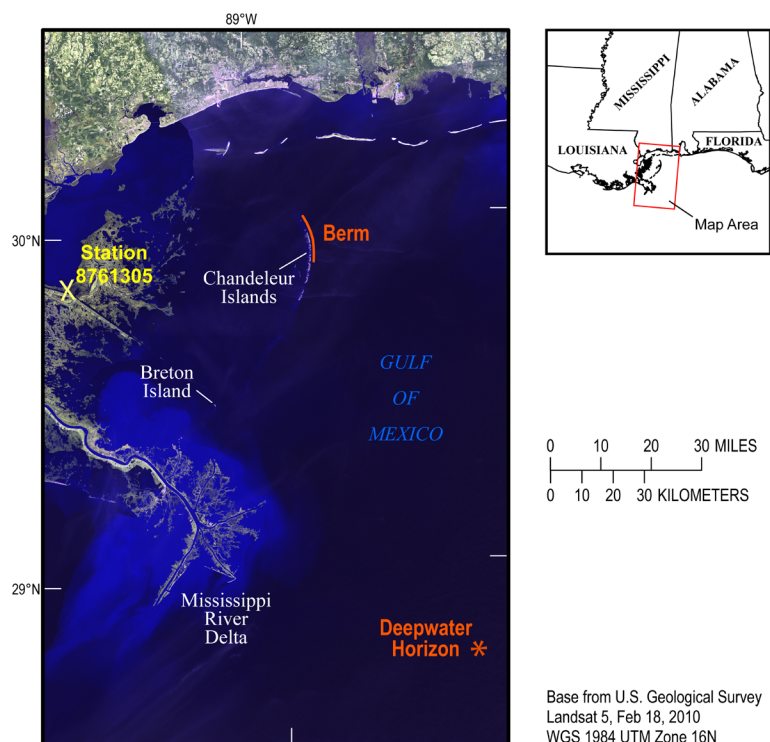 89°W
30°N
Station
8761305
Berm
Chandeleur
Islands
Breton
Island
GULF
OF
MEXICO
29°N
Mississippi
River
Delta
Deepwater
Horizon
MISSISSIPPI
ALABAMA
LOUISIANA
FLORIDA
Map Area
0 10 20 30 MILES
0 10 20 30 KILOMETERS
Base from U.S. Geological Survey
Landsat 5, Feb 18, 2010
WGS 1984 UTM Zone 16N